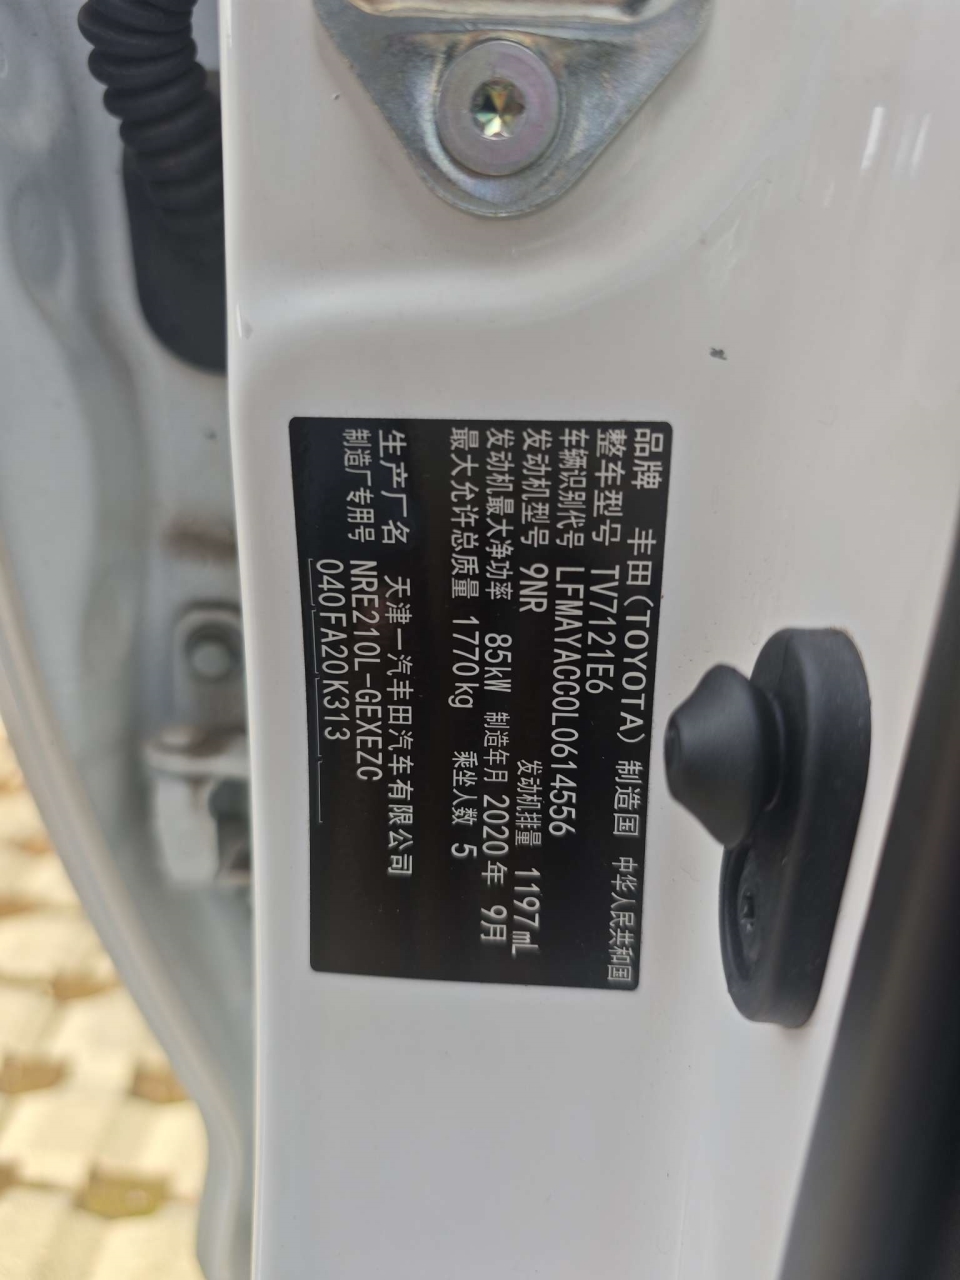 品牌 丰田(TOYOTA) 制造国 中华人民共和国
整车型号 TV7121E6
车辆识别代号 LFMAYACC0L0614556
发动机型号 9NR 发动机排量 1197mL
发动机最大净功率 85kW 制造年月 2020年 9月
最大允许总质量 1770kg 乘坐人数 5
生产厂名 天津一汽丰田汽车有限公司
制造厂专用号 NRE210L-GEXEZC
040FA20K313